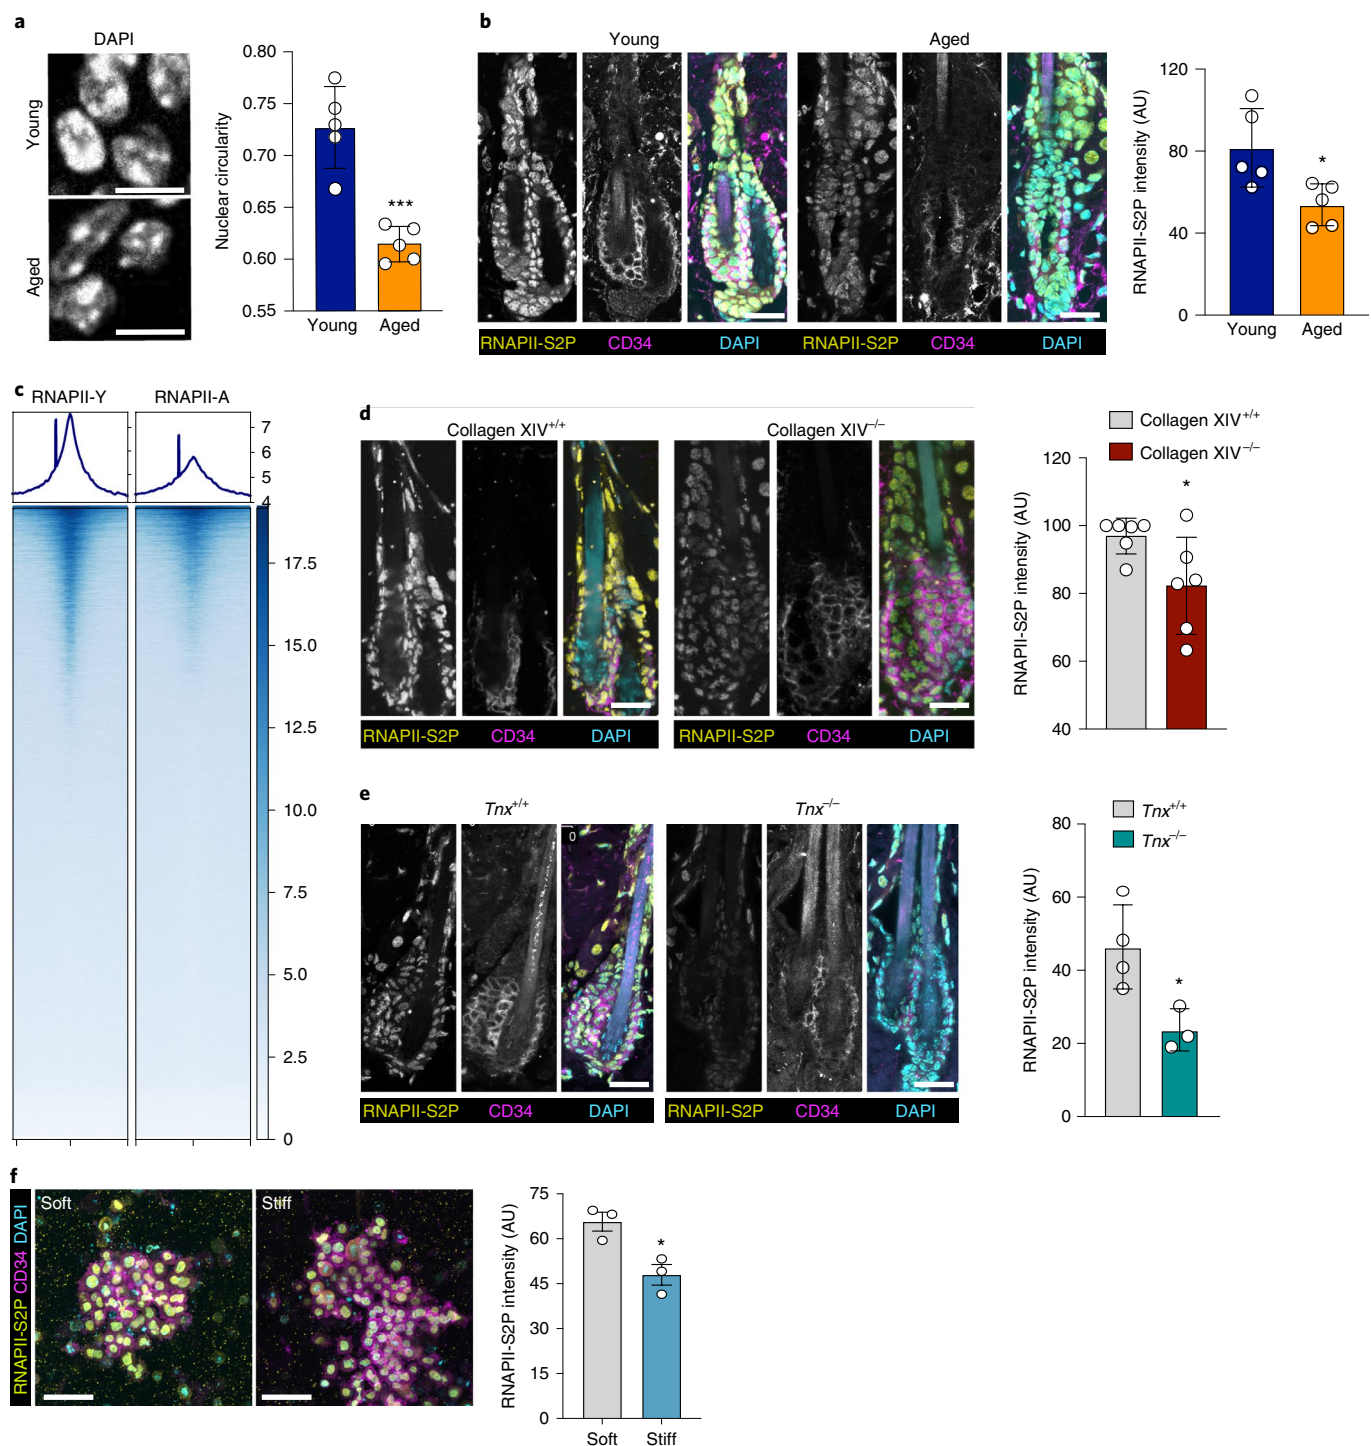 a
DAPI
Young
Aged
Nuclear circularity
0.80
0.75
0.70
0.65
0.60
0.55
***
Young Aged
b
Young Aged
RNAPII-S2P CD34 DAPI RNAPII-S2P CD34 DAPI
RNAPII-S2P intensity (AU)
120
80
40
0
*
Young Aged
c
RNAPII-Y RNAPII-A
7
6
5
4
17.5
15.0
12.5
10.0
7.5
5.0
2.5
0
d
Collagen XIV+/+ Collagen XIV–/–
RNAPII-S2P CD34 DAPI RNAPII-S2P CD34 DAPI
Collagen XIV+/+
Collagen XIV–/–
RNAPII-S2P intensity (AU)
120
100
80
60
40
*
e
Tnx+/+ Tnx–/–
0
RNAPII-S2P CD34 DAPI RNAPII-S2P CD34 DAPI
Tnx+/+
Tnx–/–
RNAPII-S2P intensity (AU)
80
60
40
20
0
*
f
RNAPII-S2P CD34 DAPI
Soft Stiff
RNAPII-S2P intensity (AU)
75
60
45
30
15
0
*
Soft Stiff